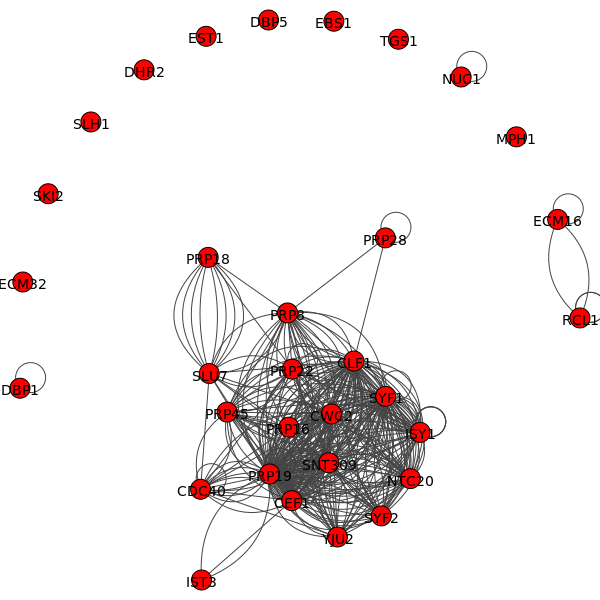 DBP5
EBS1
EST1
TGS1
DHR2
NUC1
SLH1
MPH1
SKI2
ECM16
PRP28
PRP18
ECM32
PRP8
RCL1
CLF1
PRP22
SLU7
DBP1
SYF1
PRP45
CWC2
PRP16
ISY1
SNT309
PRP19
NTC20
CDC40
CEF1
SYF2
YJU2
IST3